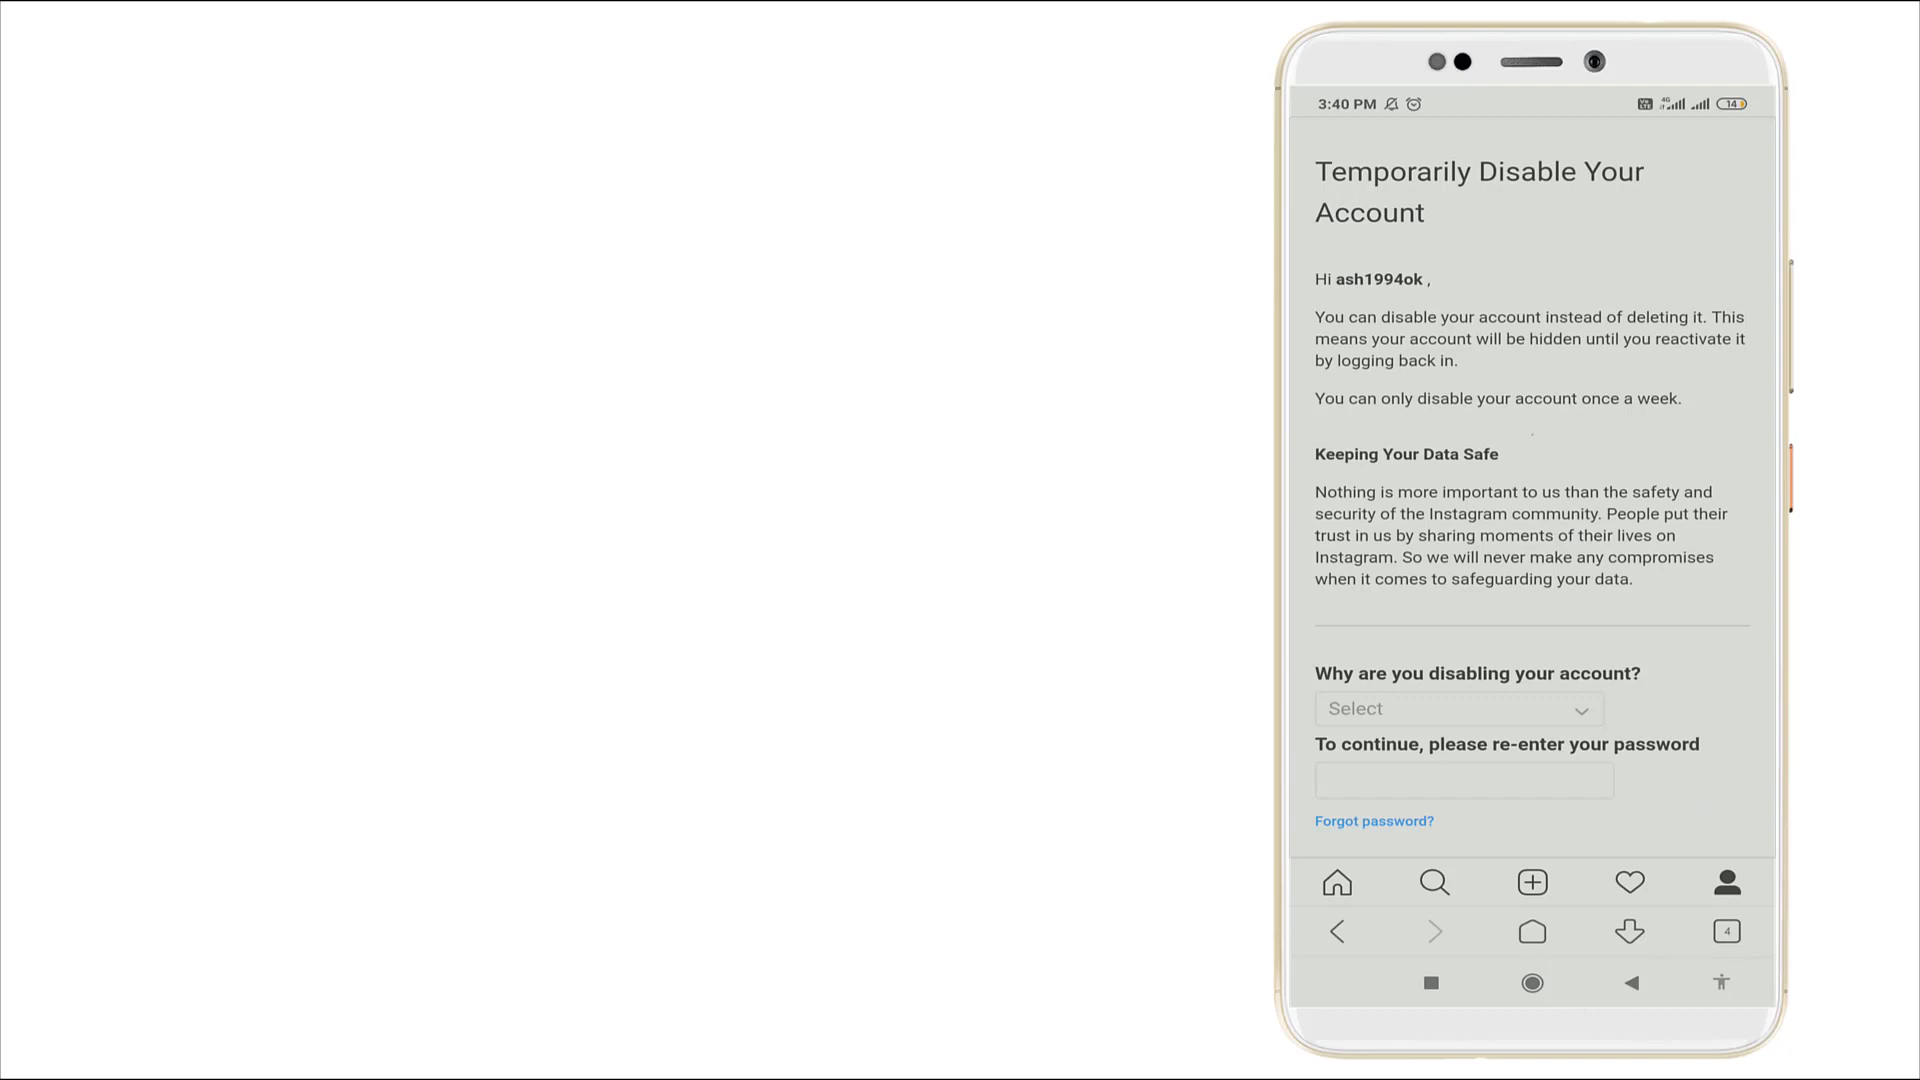 3:40 PM
4G
14
Temporarily Disable Your
Account
Hi ash1994ok ,
You can disable your account instead of deleting it. This
means your account will be hidden until you reactivate it
by logging back in.
You can only disable your account once a week.
Keeping Your Data Safe
Nothing is more important to us than the safety and
security of the Instagram community. People put their
trust in us by sharing moments of their lives on
Instagram. So we will never make any compromises
when it comes to safeguarding your data.
Why are you disabling your account?
Select
To continue, please re-enter your password
Forgot password?
4